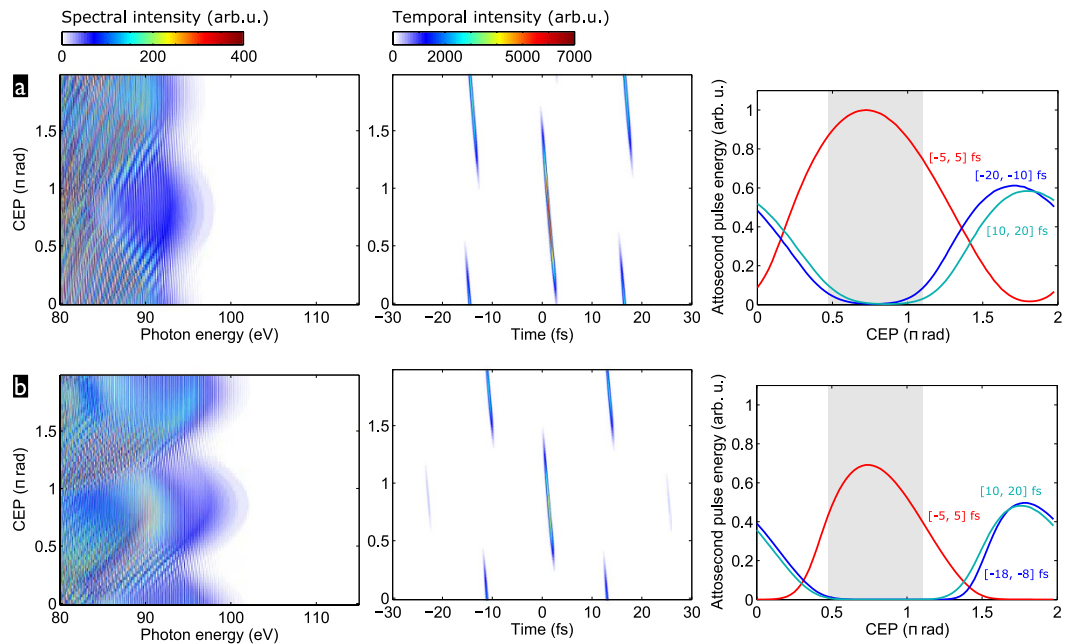 Spectral intensity (arb.u.)
0 200 400
Temporal intensity (arb.u.)
0 2000 5000 7000
a
CEP (π rad)
1.5
1
0.5
0
80 90 100 110
Photon energy (eV)
−30 −20 −10 0 10 20 30
Time (fs)
Attosecond pulse energy (arb. u.)
1
0.8
0.6
0.4
0.2
0
[-5, 5] fs
[-20, -10] fs
[10, 20] fs
0 0.5 1 1.5 2
CEP (π rad)
b
CEP (π rad)
1.5
1
0.5
0
80 90 100 110
Photon energy (eV)
−30 −20 −10 0 10 20 30
Time (fs)
Attosecond pulse energy (arb. u.)
1
0.8
0.6
0.4
0.2
0
[10, 20] fs
[-5, 5] fs
[-18, -8] fs
0 0.5 1 1.5 2
CEP (π rad)